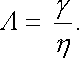 Λ = γ/η.